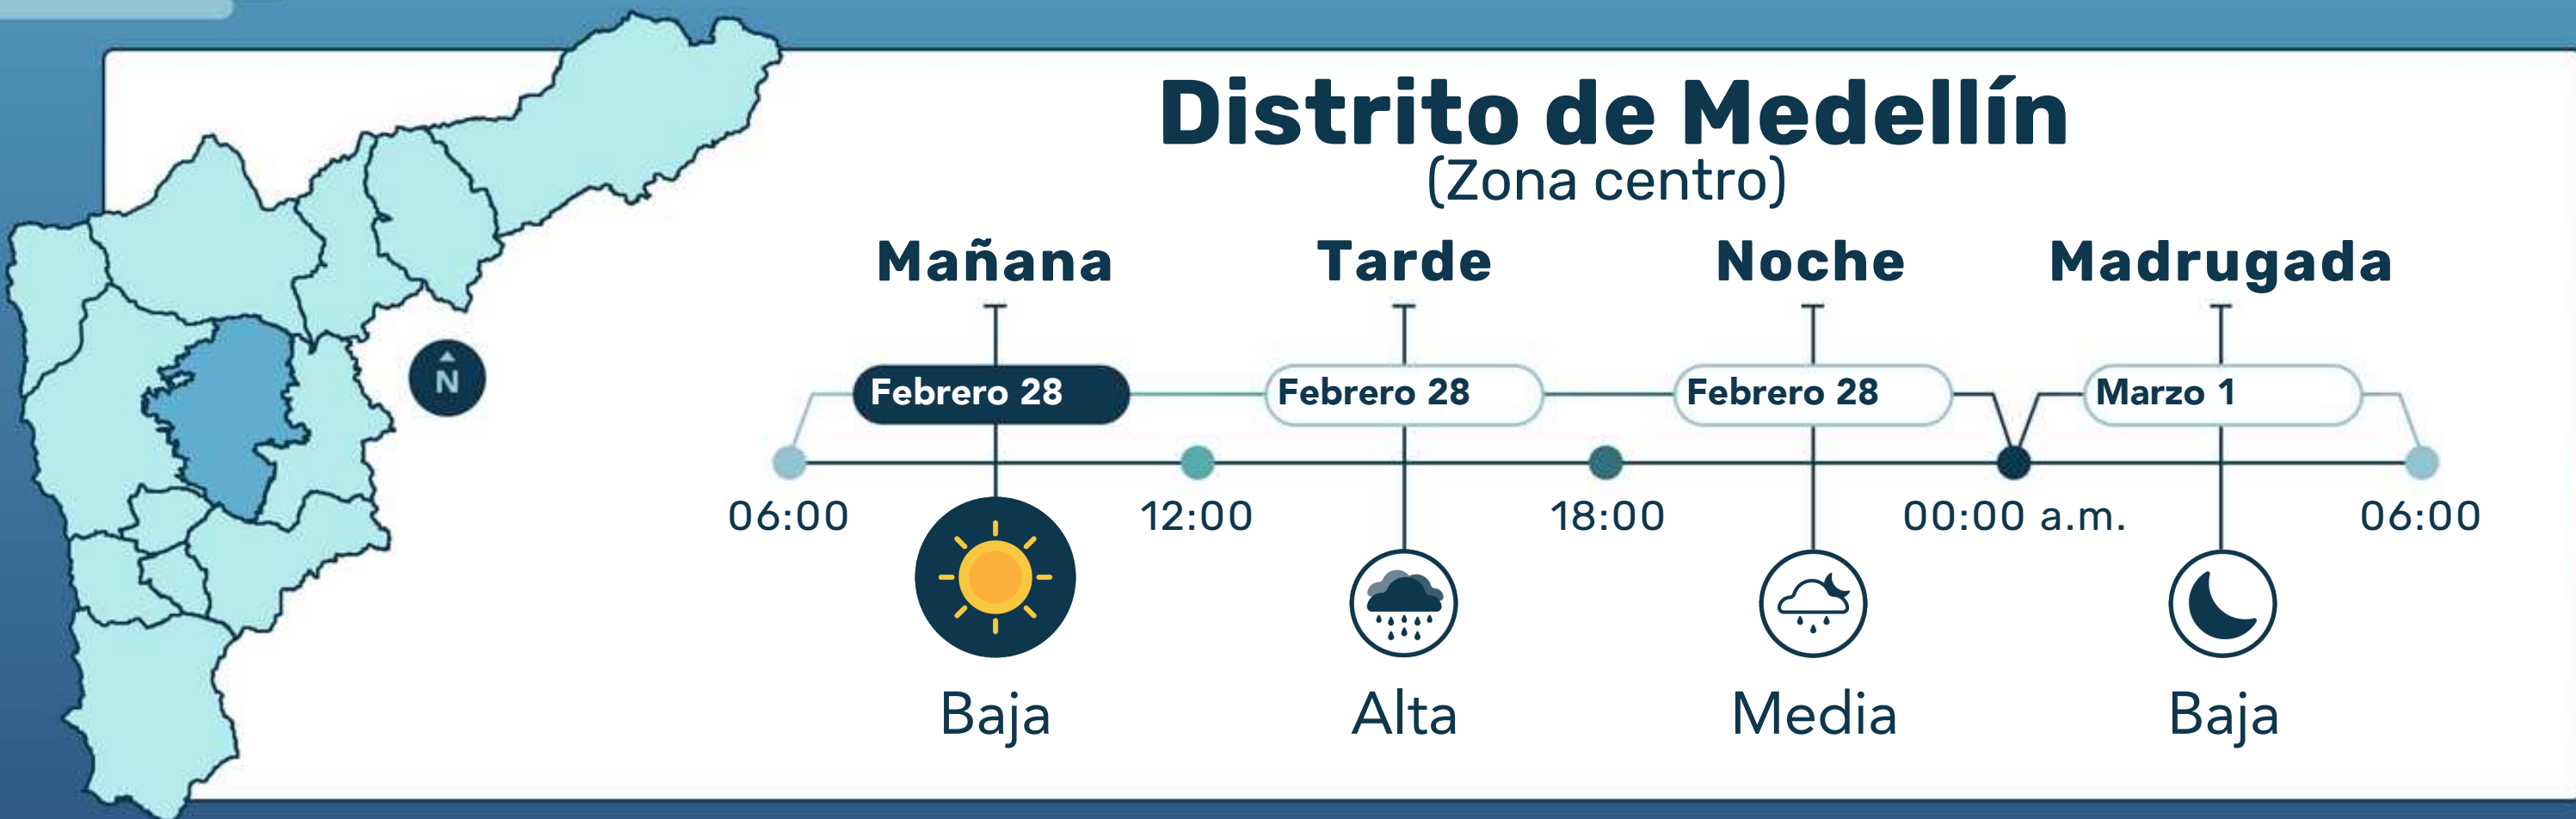 Distrito de Medellín
(Zona centro)
Mañana Tarde Noche Madrugada
Febrero 28 Febrero 28 Febrero 28 Marzo 1
N
06:00 12:00 18:00 00:00 a.m. 06:00
Baja Alta Media Baja